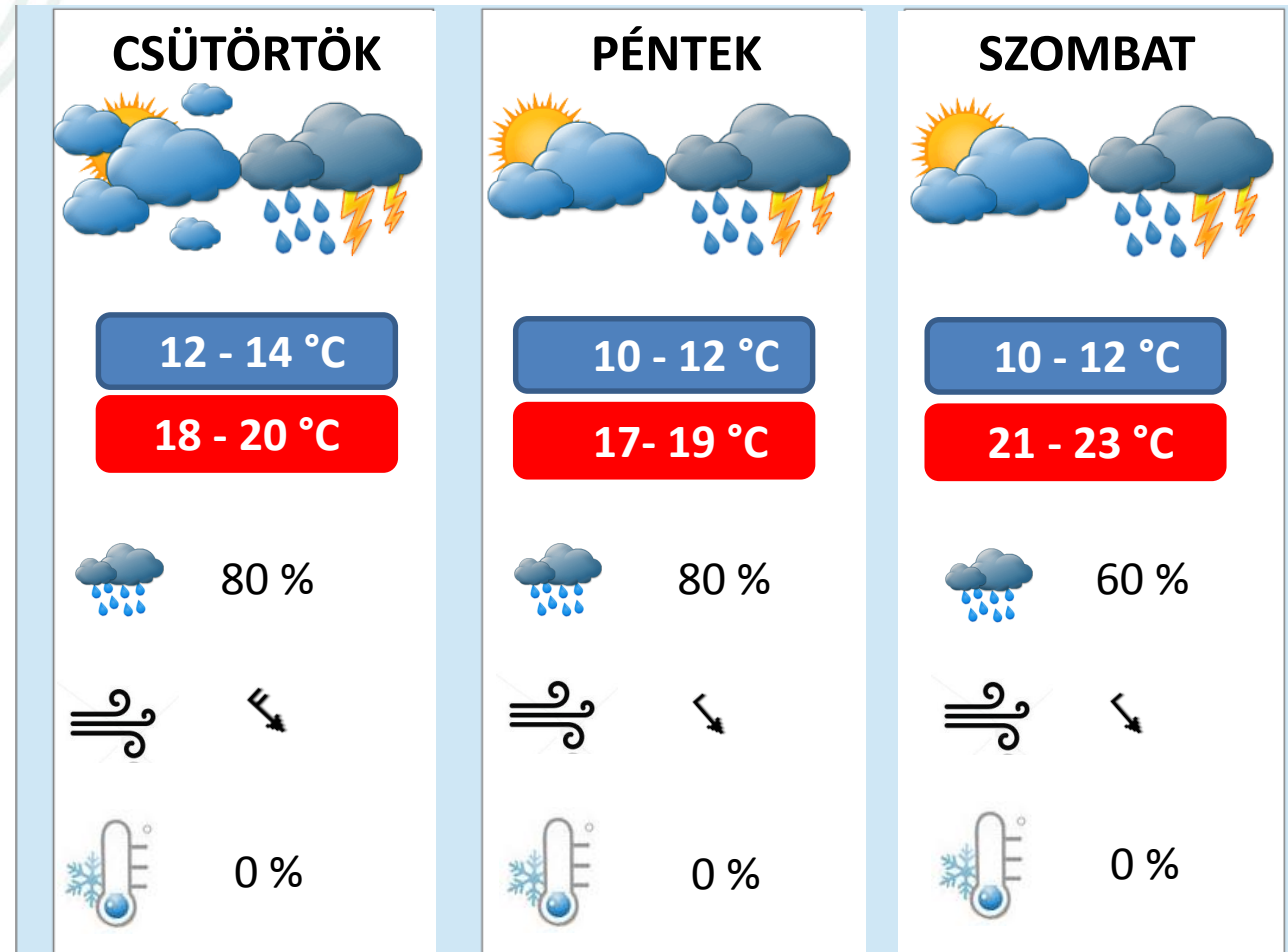 CSÜTÖRTÖK
12 - 14 °C
18 - 20 °C
80 %
0 %
PÉNTEK
10 - 12 °C
17- 19 °C
80 %
0 %
SZOMBAT
10 - 12 °C
21 - 23 °C
60 %
0 %